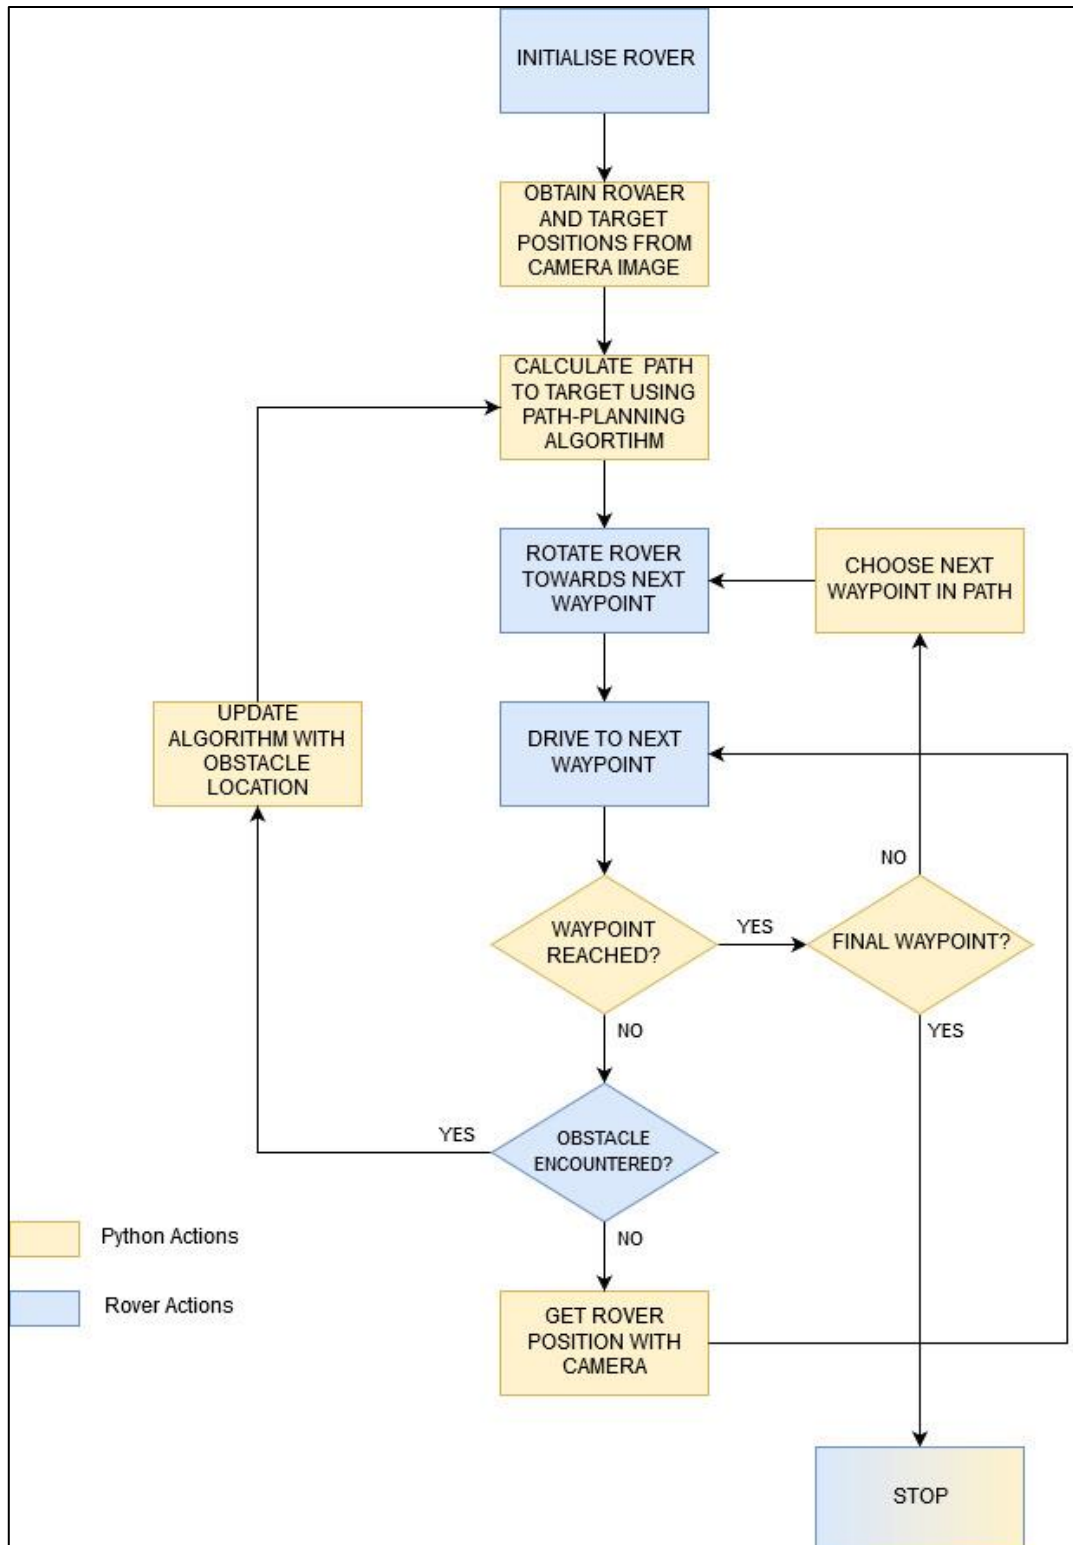 INITIALISE ROVER
OBTAIN ROVAER
AND TARGET
POSITIONS FROM
CAMERA IMAGE
CALCULATE PATH
TO TARGET USING
PATH-PLANNING
ALGORTIHM
ROTATE ROVER
TOWARDS NEXT
WAYPOINT
CHOOSE NEXT
WAYPOINT IN PATH
UPDATE
ALGORITHM WITH
OBSTACLE
LOCATION
DRIVE TO NEXT
WAYPOINT
NO
WAYPOINT
REACHED?
YES
FINAL WAYPOINT?
NO
YES
YES
OBSTACLE
ENCOUNTERED?
NO
Python Actions
Rover Actions
GET ROVER
POSITION WITH
CAMERA
STOP